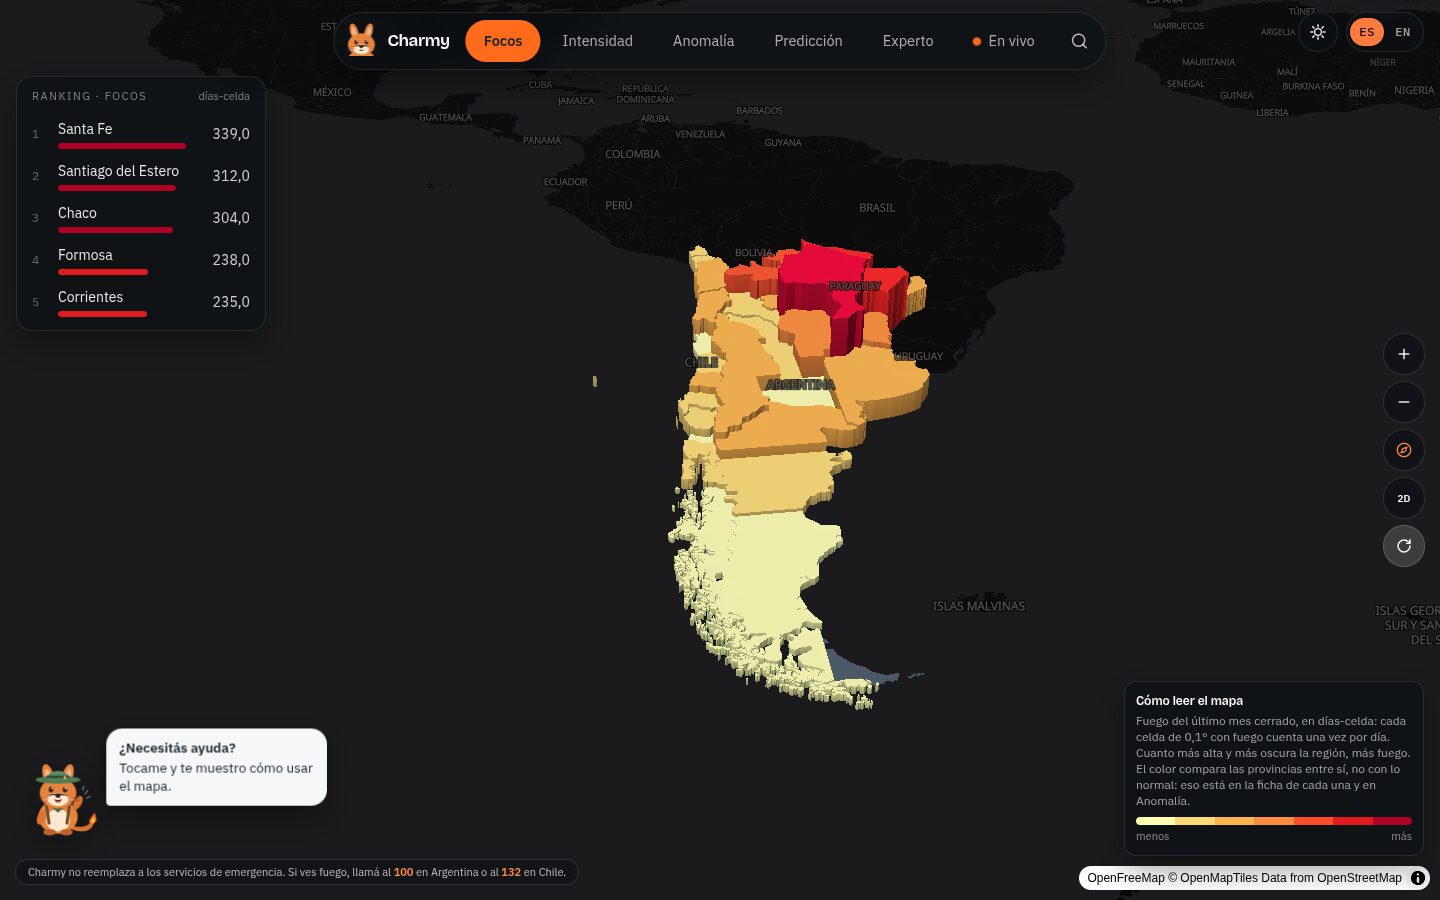 Charmy
Focos
Intensidad
Anomalía
Predicción
Experto
En vivo
ES
EN
RANKING · FOCOS
días-celda
1
Santa Fe
339,0
2
Santiago del Estero
312,0
3
Chaco
304,0
4
Formosa
238,0
5
Corrientes
235,0
TÚNEZ
MARRUECOS
ARGELIA
MAURITANIA
NÍGER
MALÍ
SENEGAL
BURKINA FASO
BENÍN
NIGERIA
GUINEA
LIBERIA
MÉXICO
CUBA
REPÚBLICA
DOMINICANA
JAMAICA
BARBADOS
GUATEMALA
ARUBA
VENEZUELA
PANAMÁ
GUYANA
COLOMBIA
ECUADOR
PERÚ
BRASIL
BOLIVIA
PARAGUAY
CHILE
URUGUAY
ARGENTINA
ISLAS MALVINAS
ISLAS GEOR
SUR Y SAN
DEL S
2D
¿Necesitás ayuda?
Tocame y te muestro cómo usar
el mapa.
Cómo leer el mapa
Fuego del último mes cerrado, en días-celda: cada
celda de 0,1° con fuego cuenta una vez por día.
Cuanto más alta y más oscura la región, más fuego.
El color compara las provincias entre sí, no con lo
normal: eso está en la ficha de cada una y en
Anomalía.
menos
más
Charmy no reemplaza a los servicios de emergencia. Si ves fuego, llamá al 100 en Argentina o al 132 en Chile.
OpenFreeMap © OpenMapTiles Data from OpenStreetMap